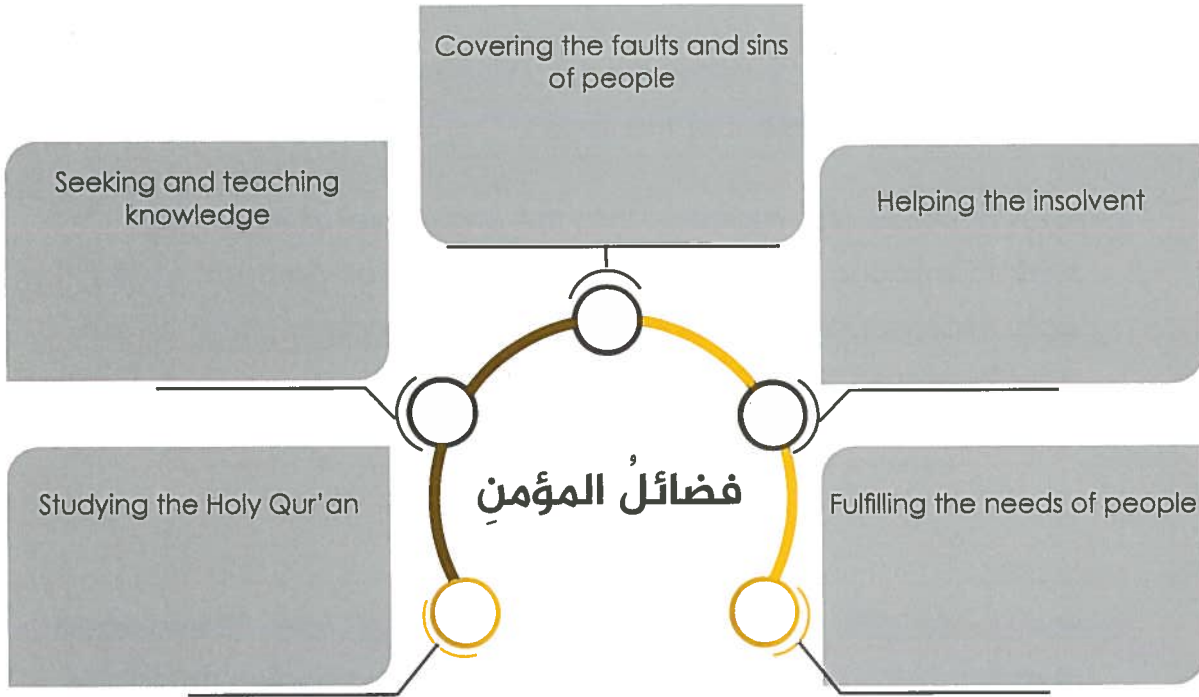 Covering the faults and sins
of people
Seeking and teaching
knowledge
Helping the insolvent
فضائلُ المؤمنِ
Studying the Holy Qur'an
Fulfilling the needs of people